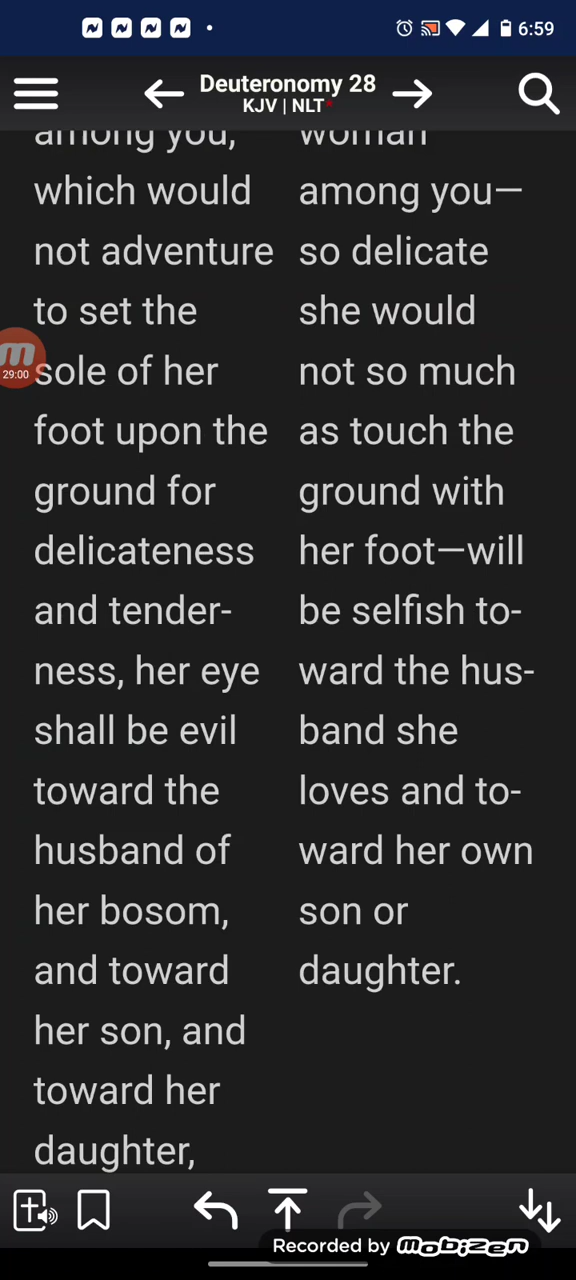 6:59
Deuteronomy 28
KJV | NLT*
among you,
which would
not adventure
to set the
sole of her
foot upon the
ground for
delicateness
and tender-
ness, her eye
shall be evil
toward the
husband of
her bosom,
and toward
her son, and
toward her
daughter,
woman
among you—
so delicate
she would
not so much
as touch the
ground with
her foot—will
be selfish to-
ward the hus-
band she
loves and to-
ward her own
son or
daughter.
29:00
Recorded by mobizen